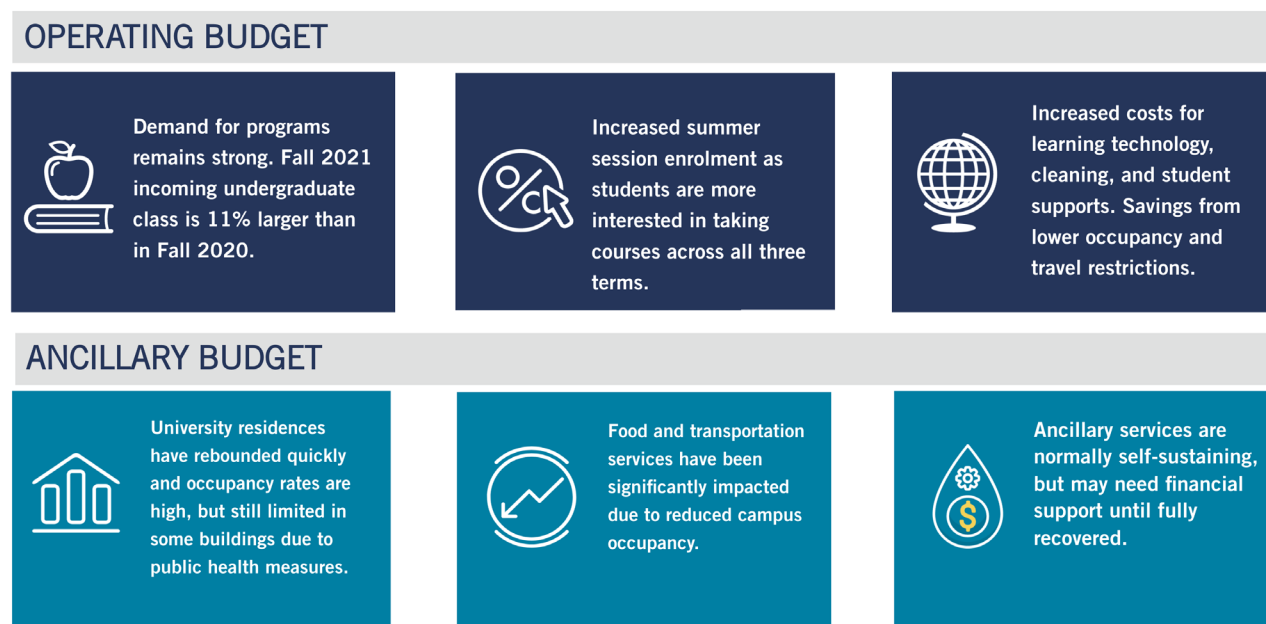 OPERATING BUDGET
Demand for programs
remains strong. Fall 2021
incoming undergraduate
class is 11% larger than
in Fall 2020.
Increased summer
session enrolment as
students are more
interested in taking
courses across all three
terms.
Increased costs for
learning technology,
cleaning, and student
supports. Savings from
lower occupancy and
travel restrictions.
ANCILLARY BUDGET
University residences
have rebounded quickly
and occupancy rates are
high, but still limited in
some buildings due to
public health measures.
Food and transportation
services have been
significantly impacted
due to reduced campus
occupancy.
$
Ancillary services are
normally self-sustaining,
but may need financial
support until fully
recovered.